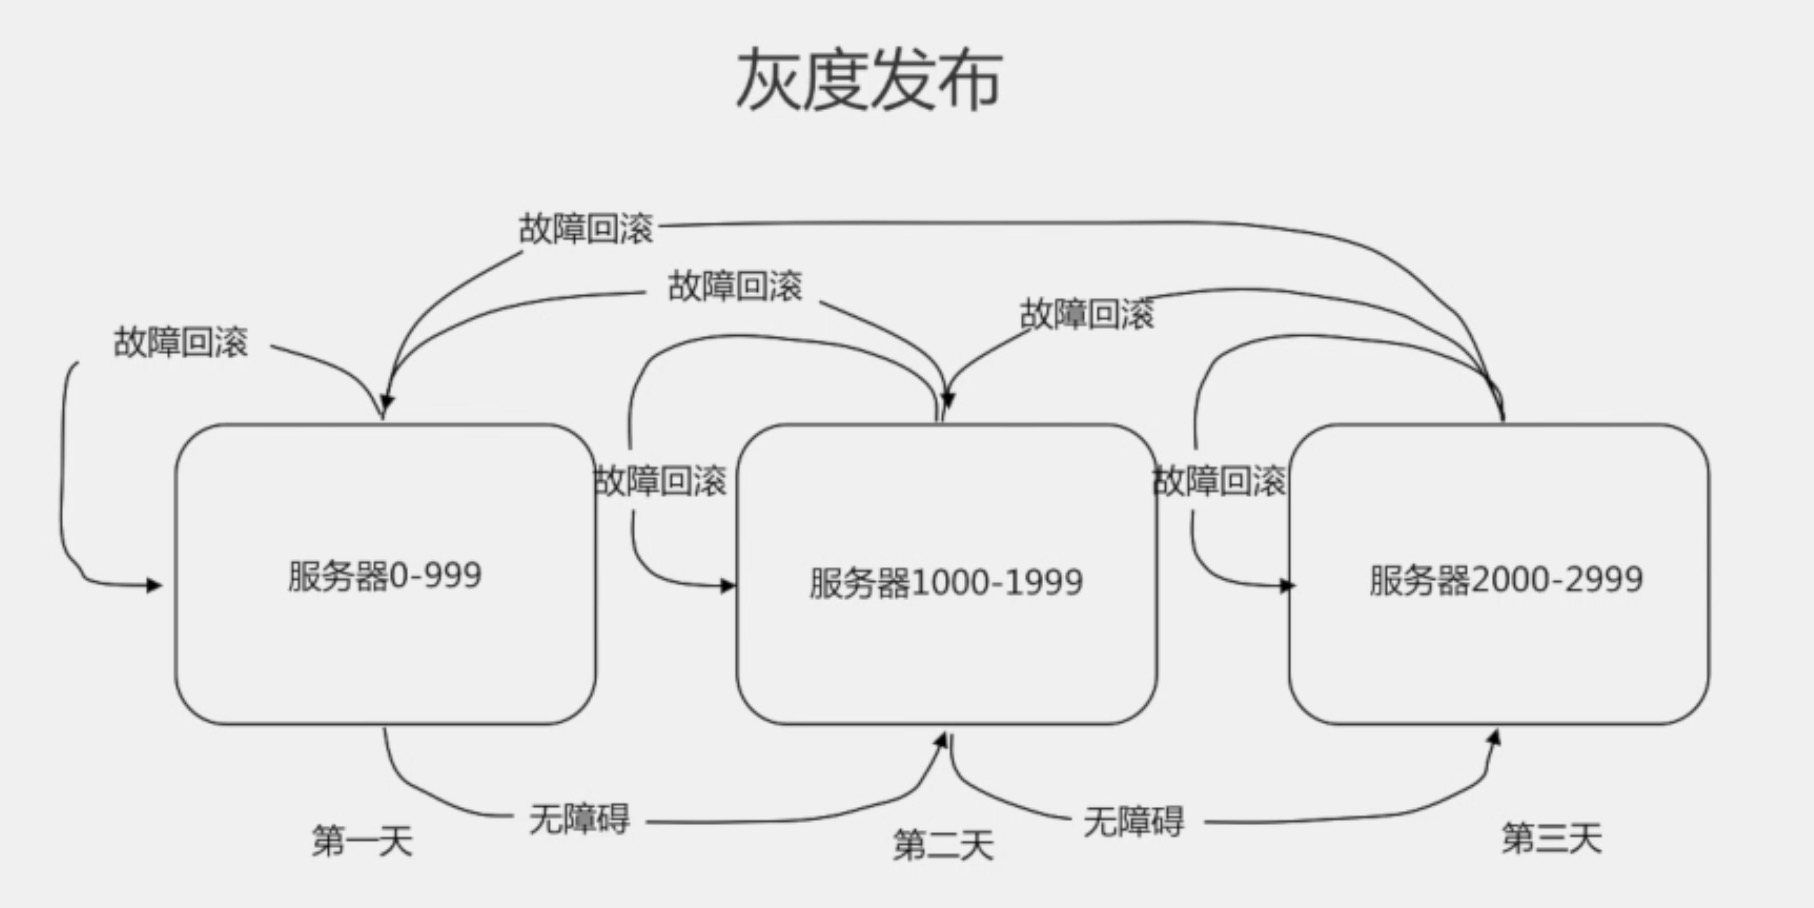 灰度发布
故障回滚
故障回滚
故障回滚
故障回滚
故障回滚
故障回滚
服务器0-999
服务器1000-1999
服务器2000-2999
无障碍
无障碍
第一天
第二天
第三天